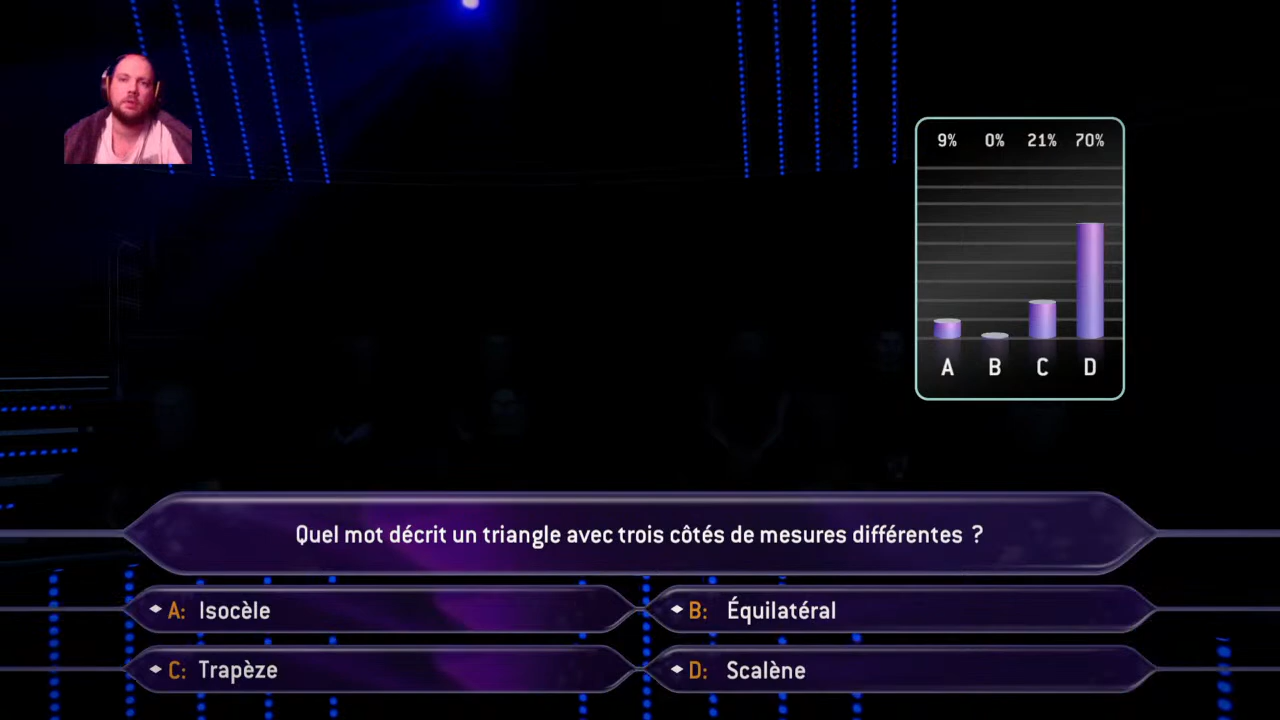 9% 0% 21% 70%
A B C D
Quel mot décrit un triangle avec trois côtés de mesures différentes ?
A: Isocèle
B: Équilatéral
C: Trapèze
D: Scalène